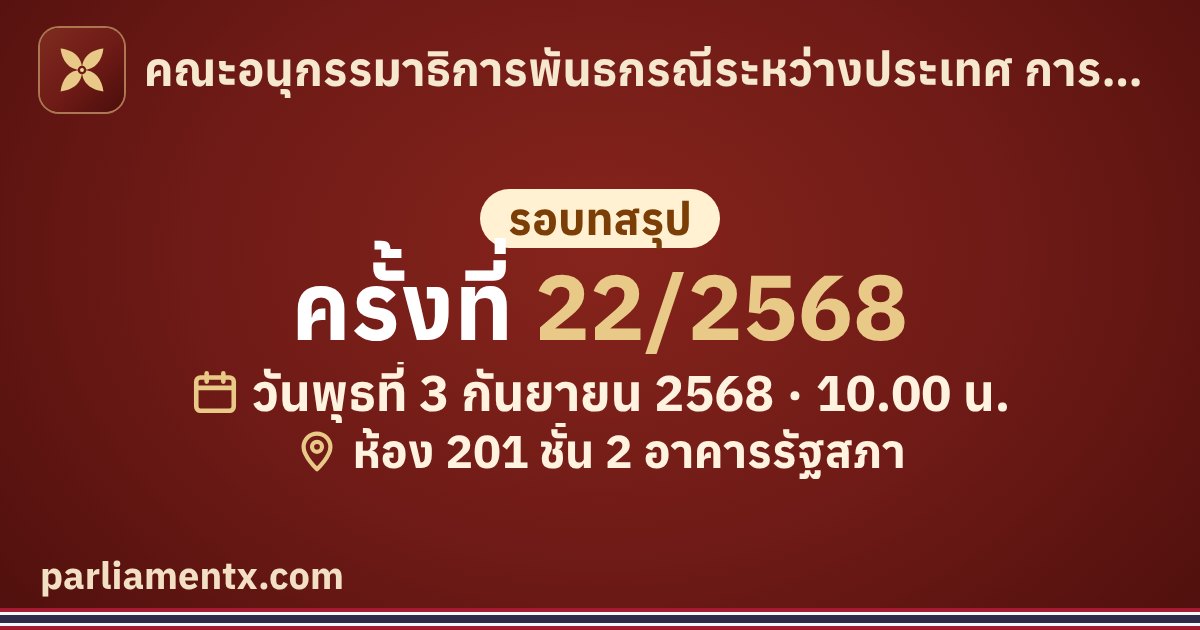 คณะอนุกรรมาธิการพันธกรณีระหว่างประเทศ การ...
รอบทสรุป
ครั้งที่ 22/2568
วันพุธที่ 3 กันยายน 2568 · 10.00 น.
ห้อง 201 ชั้น 2 อาคารรัฐสภา
parliamentx.com